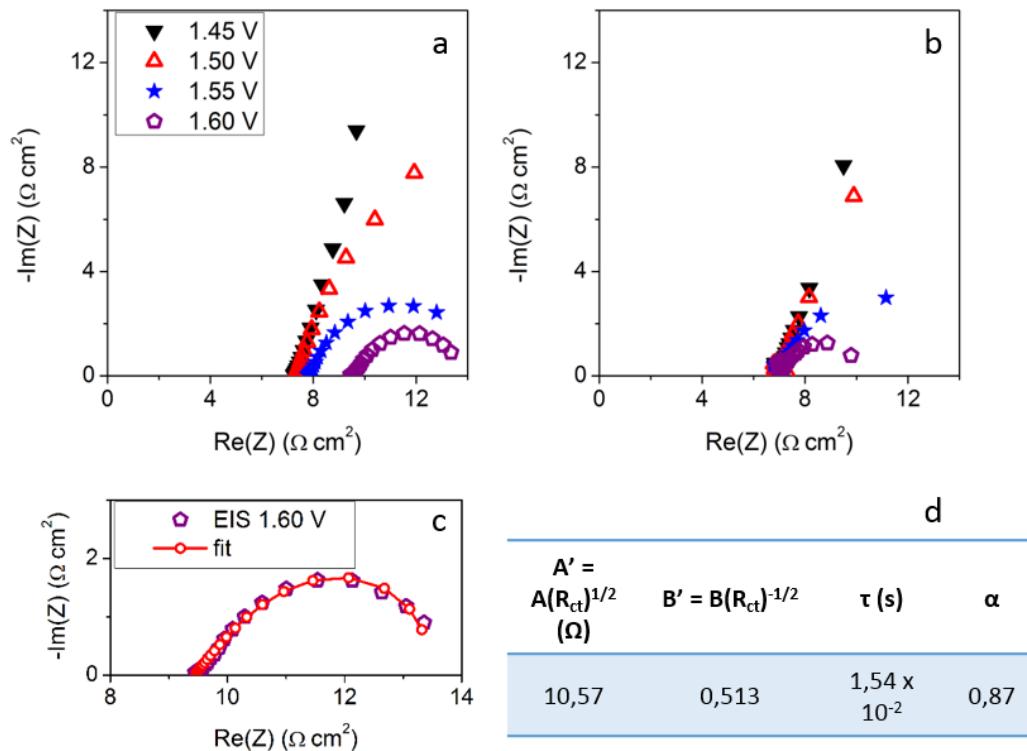 a
1.45 V
1.50 V
1.55 V
1.60 V
12
8
4
0
0 4 8 12
-Im(Z) (Ω cm²)
Re(Z) (Ω cm²)
b
12
8
4
0
0 4 8 12
-Im(Z) (Ω cm²)
Re(Z) (Ω cm²)
c
EIS 1.60 V
fit
2
0
8 10 12 14
-Im(Z) (Ω cm²)
Re(Z) (Ω cm²)
d
A’ =
A(Rct)1/2
(Ω)
B’ = B(Rct)-1/2
τ (s)
α
10,57
0,513
1,54 x
10-2
0,87